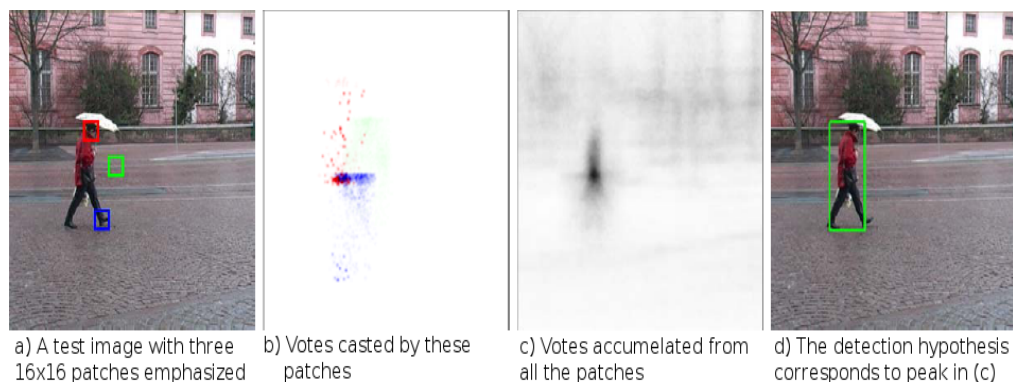 a) A test image with three
16x16 patches emphasized
b) Votes casted by these
patches
c) Votes accumelated from
all the patches
d) The detection hypothesis
corresponds to peak in (c)